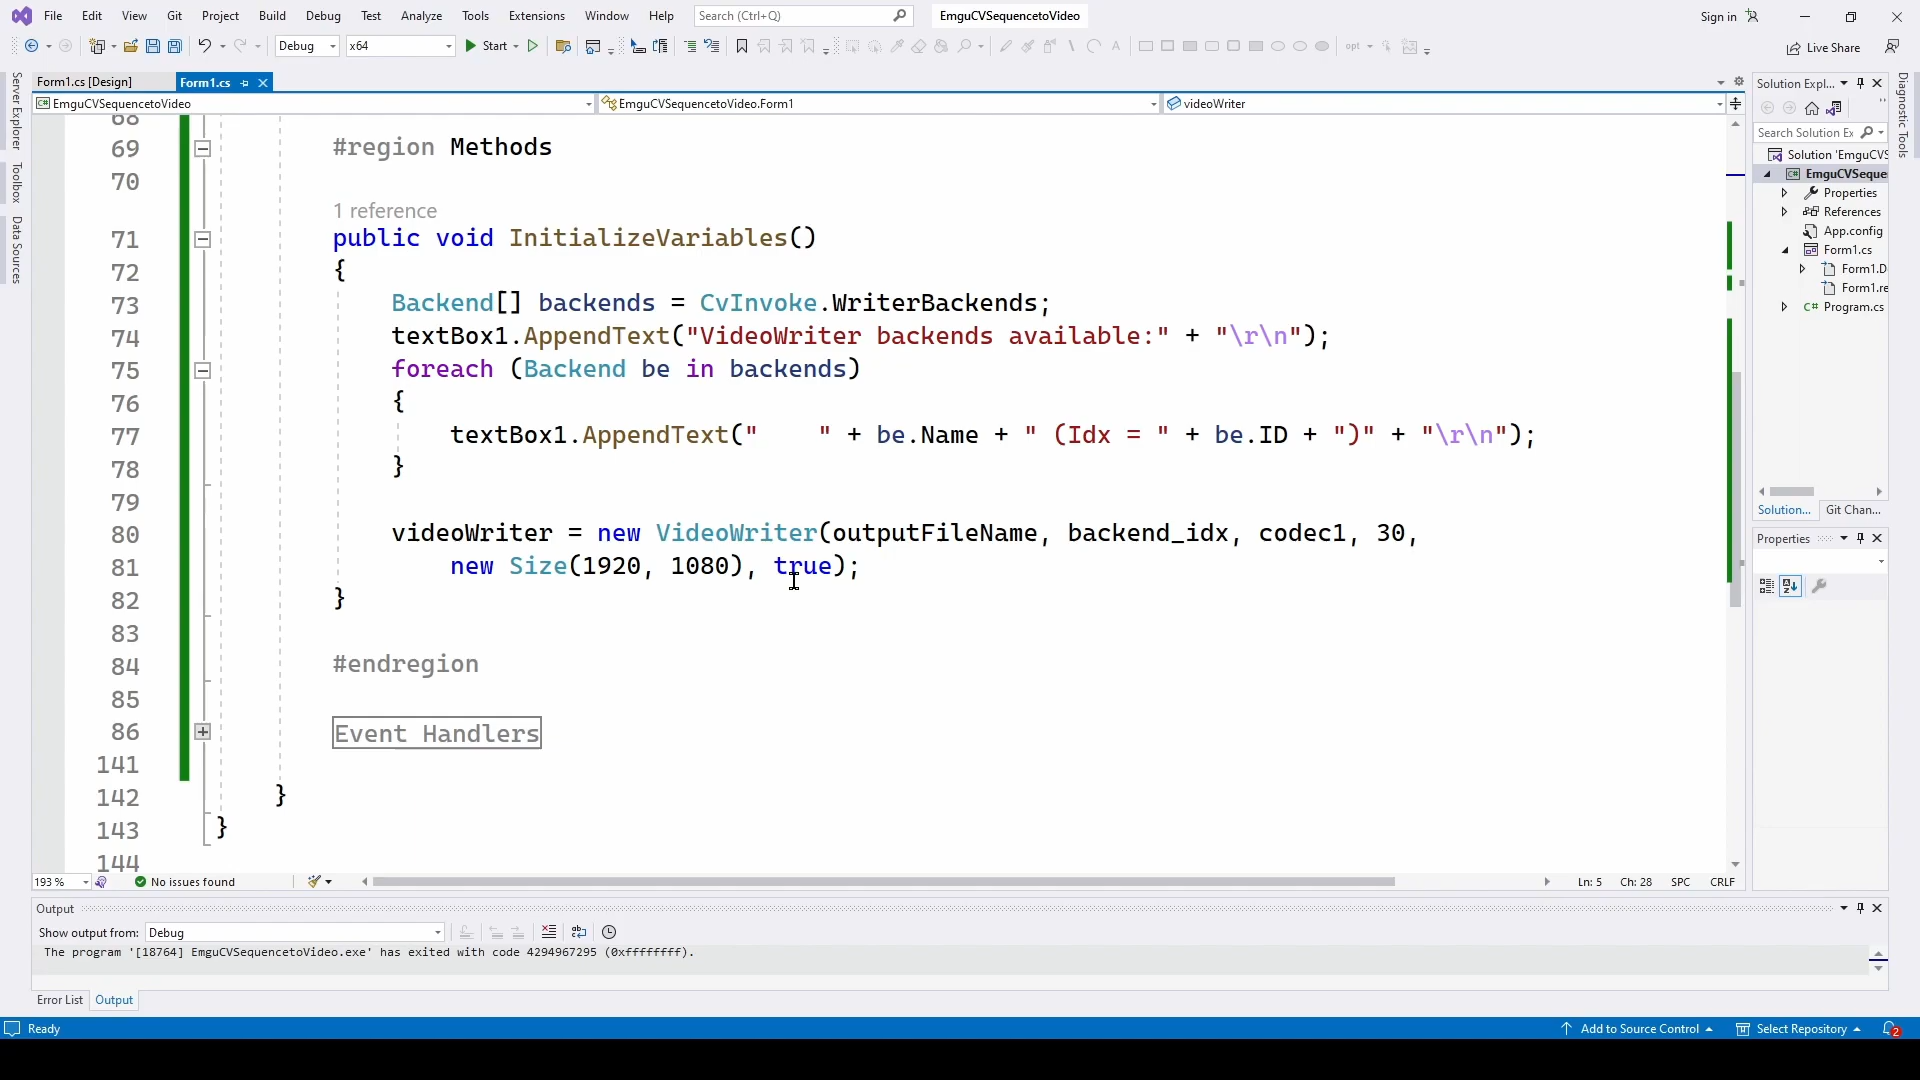 File Edit View Git Project Build Debug Test Analyze Tools Extensions Window Help Search (Ctrl+Q) EmguCVSequencetoVideo Sign in
Debug x64 Start opt Live Share
Form1.cs [Design] Form1.cs
EmguCVSequencetoVideo EmguCVSequencetoVideo.Form1 videoWriter
68
69 #region Methods
70
1 reference
71 public void InitializeVariables()
72 {
73 Backend[] backends = CvInvoke.WriterBackends;
74 textBox1.AppendText("VideoWriter backends available:" + "\r\n");
75 foreach (Backend be in backends)
76 {
77 textBox1.AppendText("    " + be.Name + " (Idx = " + be.ID + ")" + "\r\n");
78 }
79
80 videoWriter = new VideoWriter(outputFileName, backend_idx, codec1, 30,
81 new Size(1920, 1080), true);
82 }
83
84 #endregion
85
86 Event Handlers
141
142 }
143 }
144
193 % No issues found Ln: 5 Ch: 28 SPC CRLF
Output
Show output from: Debug
The program '[18764] EmguCVSequencetoVideo.exe' has exited with code 4294967295 (0xffffffff).
Error List Output
Ready Add to Source Control Select Repository 2
Server Explorer
Toolbox
Data Sources
Solution Expl...
Search Solution Ex
Solution 'EmguCVS
EmguCVSeque
Properties
References
App.config
Form1.cs
Form1.D
Form1.re
C# Program.cs
Solution... Git Chan...
Properties
Diagnostic Tools